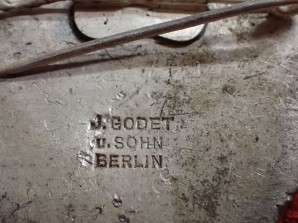 J. GODET
u. SOHN
BERLIN